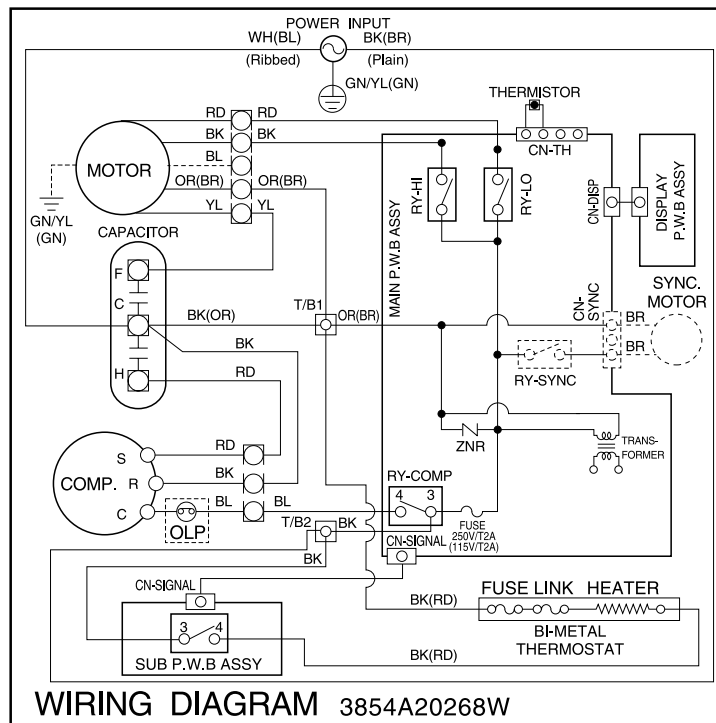 POWER INPUT
WH(BL) BK(BR)
(Ribbed) (Plain)
GN/YL(GN)
RD RD
BK BK
BL
OR(BR) OR(BR)
YL YL
MOTOR
GN/YL
(GN)
THERMISTOR
CN-TH
RY-HI
RY-LO
MAIN P.W.B ASSY
CN-DISP
DISPLAY
P.W.B ASSY
CAPACITOR
F
C
H
BK(OR)
T/B1
OR(BR)
CN-
SYNC
SYNC.
MOTOR
BR
BR
BK
RD
RY-SYNC
ZNR
TRANS-
FORMER
COMP.
S
R
C
RD
BK
BL BL
OLP
RY-COMP
4 3
FUSE
250V/T2A
(115V/T2A)
T/B2
BK
BK
CN-SIGNAL
CN-SIGNAL
3 4
SUB P.W.B ASSY
BK(RD)
FUSE LINK HEATER
BI-METAL
THERMOSTAT
BK(RD)
WIRING DIAGRAM 3854A20268W